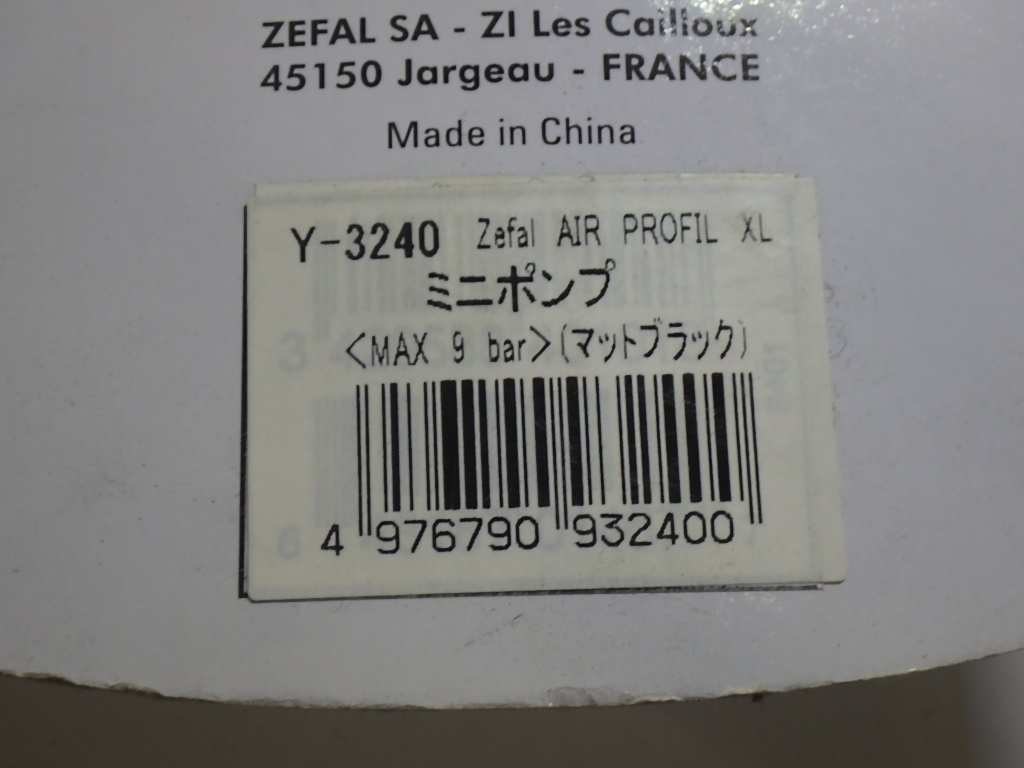 ZEFAL SA - ZI Les Cailloux
45150 Jargeau - FRANCE
Made in China
Y-3240 Zefal AIR PROFIL XL
ミニポンプ
<MAX 9 bar>(マットブラック)
4 976790 932400